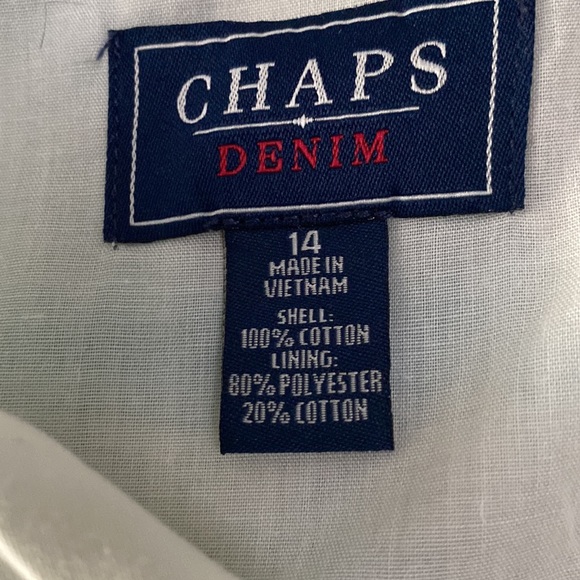 CHAPS
DENIM
14
MADE IN
VIETNAM
SHELL:
100% COTTON
LINING:
80% POLYESTER
20% COTTON